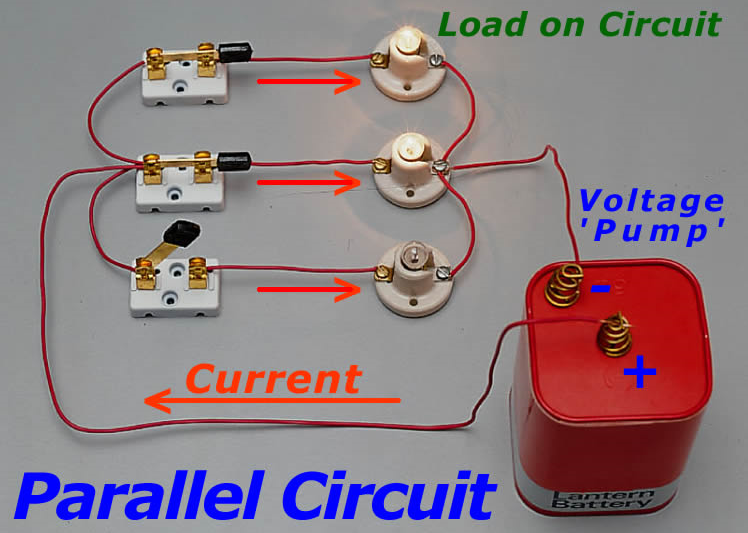 Load on Circuit
Voltage
'Pump'
-
+
Current
Parallel Circuit
Lantern
Battery